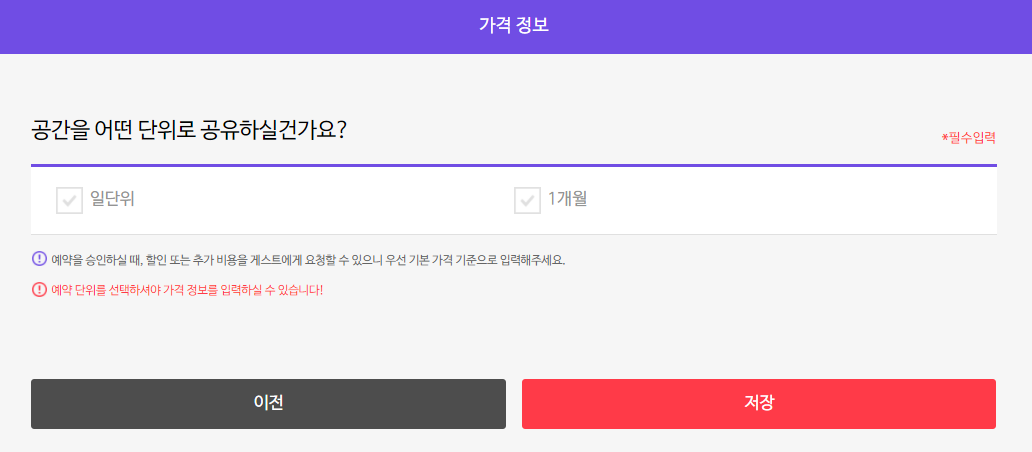 가격 정보
공간을 어떤 단위로 공유하실건가요?
*필수입력
일단위
1개월
예약을 승인하실 때, 할인 또는 추가 비용을 게스트에게 요청할 수 있으니 우선 기본 가격 기준으로 입력해주세요.
예약 단위를 선택하셔야 가격 정보를 입력하실 수 있습니다!
이전
저장